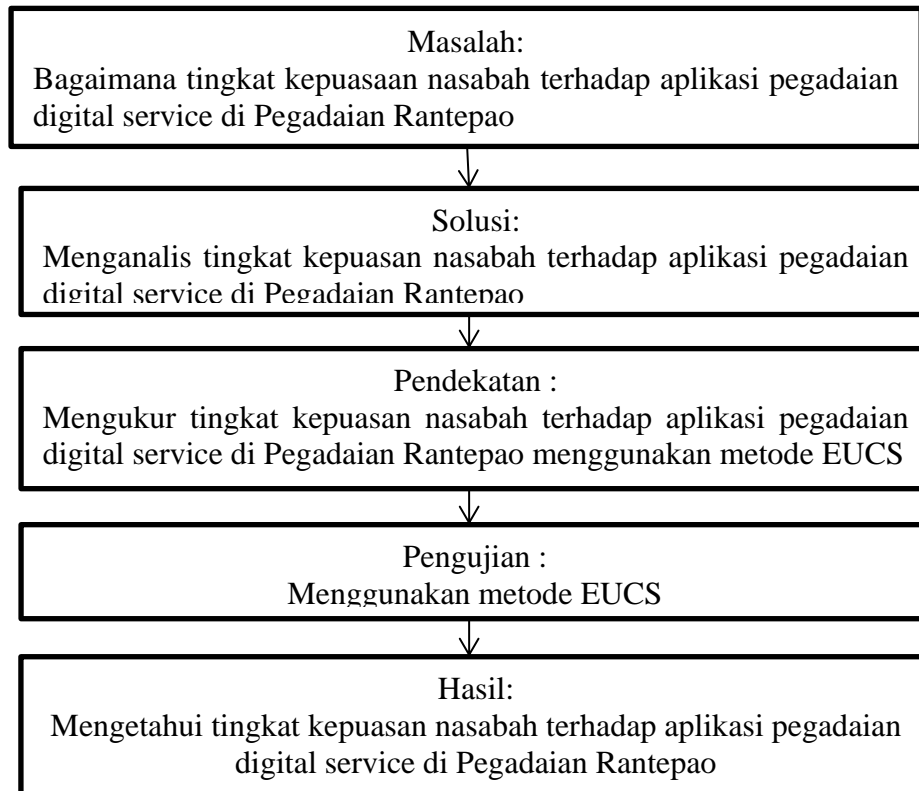 Masalah:
Bagaimana tingkat kepuasaan nasabah terhadap aplikasi pegadaian
digital service di Pegadaian Rantepao
Solusi:
Menganalis tingkat kepuasan nasabah terhadap aplikasi pegadaian
digital service di Pegadaian Rantepao
Pendekatan :
Mengukur tingkat kepuasan nasabah terhadap aplikasi pegadaian
digital service di Pegadaian Rantepao menggunakan metode EUCS
Pengujian :
Menggunakan metode EUCS
Hasil:
Mengetahui tingkat kepuasan nasabah terhadap aplikasi pegadaian
digital service di Pegadaian Rantepao